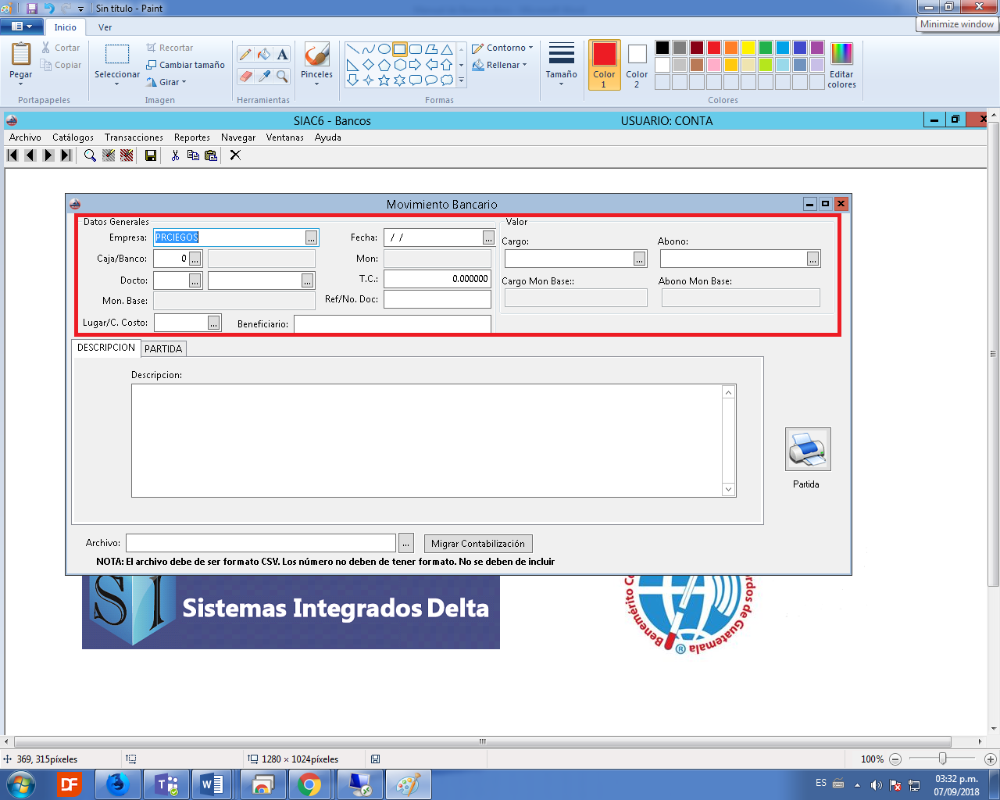 Sin título - Paint
Minimize window
Inicio
Ver
Pegar
Cortar
Copiar
Portapapeles
Seleccionar
Recortar
Cambiar tamaño
Girar
Imagen
A
Herramientas
Pinceles
Formas
Contorno
Rellenar
Tamaño
Color
1
Color
2
Colores
Editar
colores
SIAC6 - Bancos
USUARIO: CONTA
Archivo Catálogos Transacciones Reportes Navegar Ventanas Ayuda
Movimiento Bancario
Datos Generales
Empresa: PRCIEGOS ...
Fecha: / / ...
Caja/Banco: 0 ...
Mon:
Docto: ... ...
T.C.: 0.000000
Mon. Base:
Ref/No. Doc:
Lugar/C. Costo: ...
Beneficiario:
Valor
Cargo: ...
Abono: ...
Cargo Mon Base::
Abono Mon Base:
DESCRIPCION PARTIDA
Descripcion:
Partida
Archivo: ... Migrar Contabilización
NOTA: El archivo debe de ser formato CSV. Los número no deben de tener formato. No se deben de incluir
SI
Sistemas Integrados Delta
Benemérito
rdos de Guatemala
®
369, 315píxeles
1280 × 1024píxeles
100%
DF
W
ES
03:32 p.m.
07/09/2018